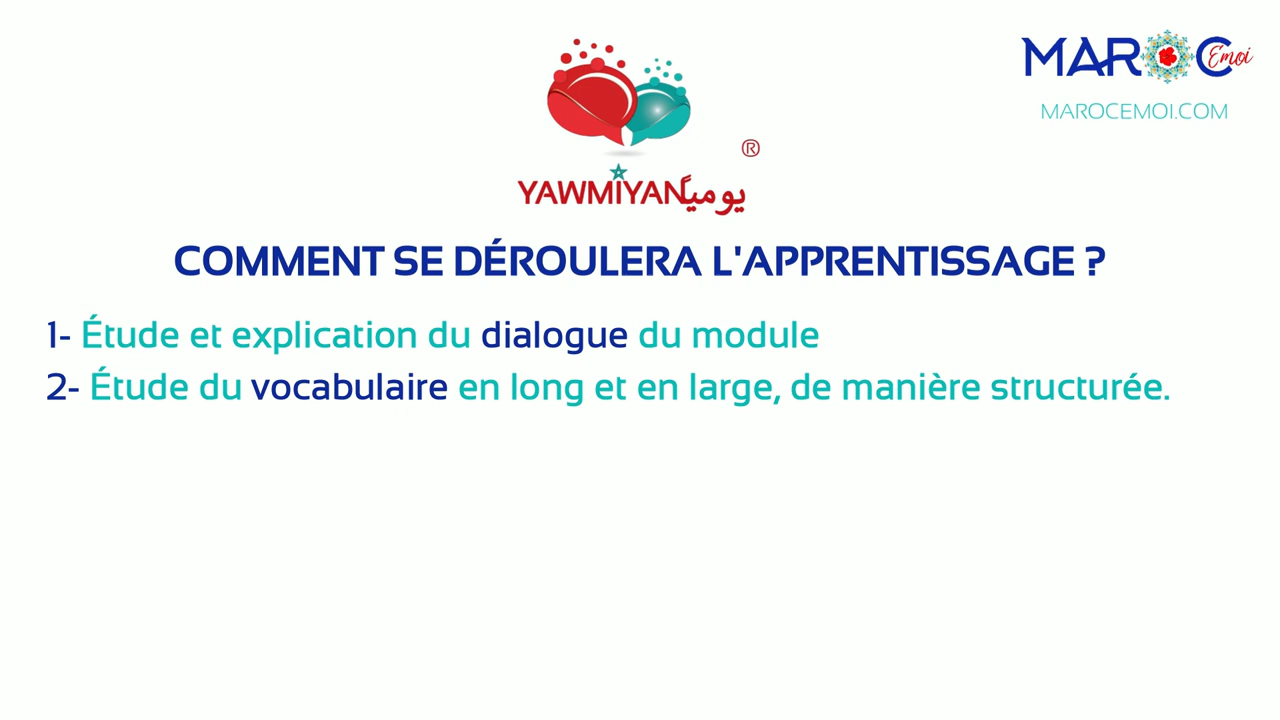 MAROC Emoi
MAROCEMOI.COM
®
YAWMIYAN يوميا
COMMENT SE DÉROULERA L'APPRENTISSAGE ?
1- Étude et explication du dialogue du module
2- Étude du vocabulaire en long et en large, de manière structurée.